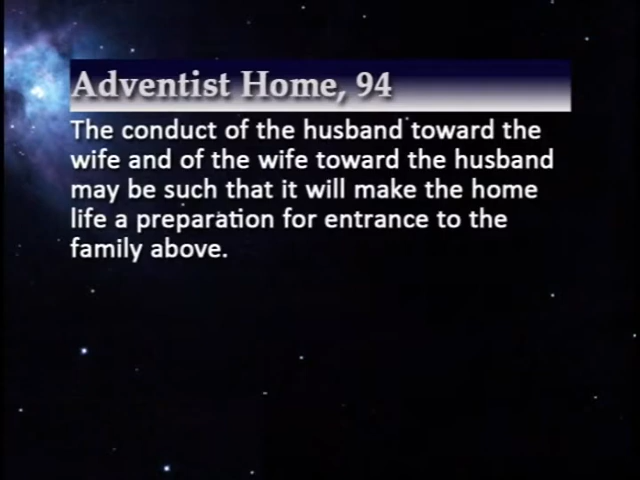 Adventist Home, 94
The conduct of the husband toward the
wife and of the wife toward the husband
may be such that it will make the home
life a preparation for entrance to the
family above.